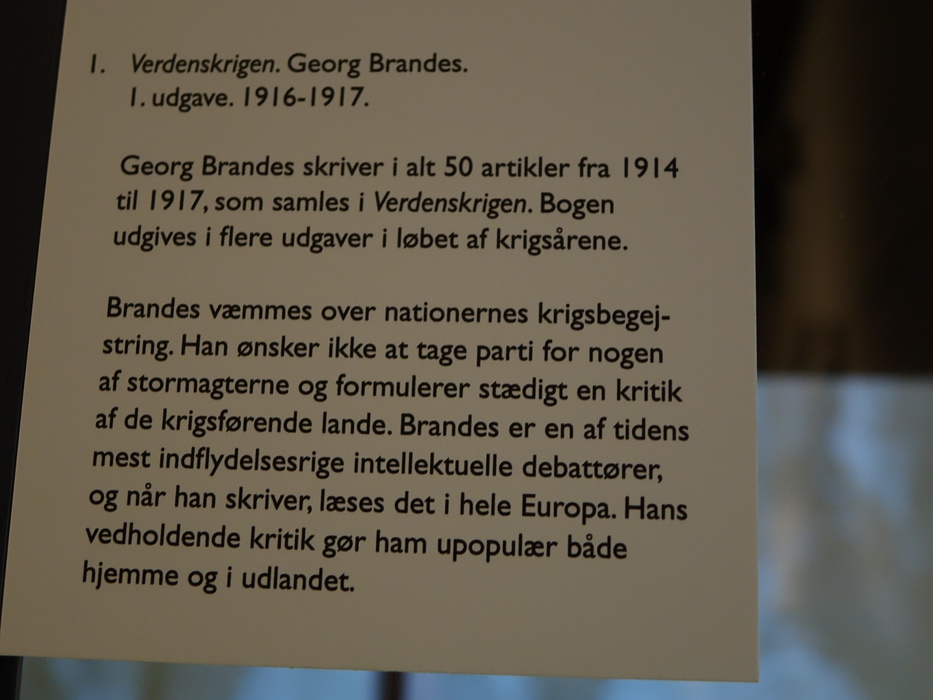 1. Verdenskrigen. Georg Brandes.
1. udgave. 1916-1917.
Georg Brandes skriver i alt 50 artikler fra 1914
til 1917, som samles i Verdenskrigen. Bogen
udgives i flere udgaver i løbet af krigsårene.
Brandes væmmes over nationernes krigsbegej-
string. Han ønsker ikke at tage parti for nogen
af stormagterne og formulerer stædigt en kritik
af de krigsførende lande. Brandes er en af tidens
mest indflydelsesrige intellektuelle debattører,
og når han skriver, læses det i hele Europa. Hans
vedholdende kritik gør ham upopulær både
hjemme og i udlandet.